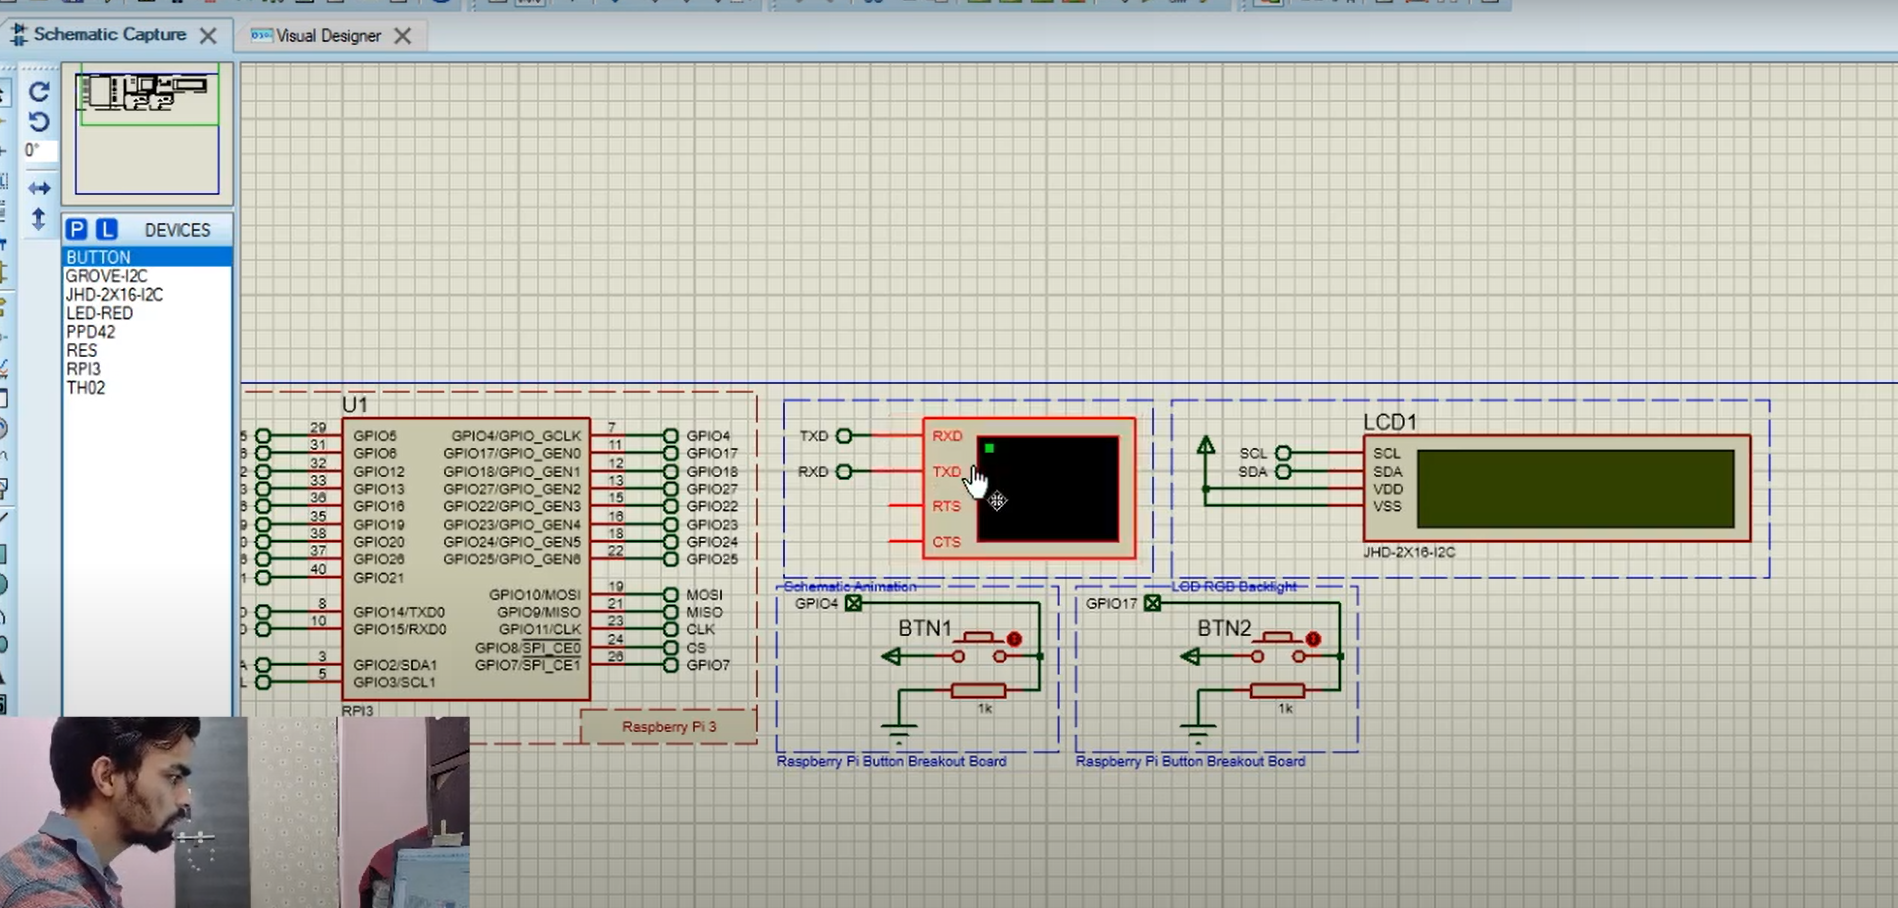 Schematic Capture
Visual Designer
0°
P L DEVICES
BUTTON
GROVE-I2C
JHD-2X16-I2C
LED-RED
PPD42
RES
RPI3
TH02
U1
29 GPIO5 GPIO4/GPIO_GCLK 7 GPIO4
31 GPIO6 GPIO17/GPIO_GEN0 11 GPIO17
32 GPIO12 GPIO18/GPIO_GEN1 12 GPIO18
33 GPIO13 GPIO27/GPIO_GEN2 13 GPIO27
36 GPIO16 GPIO22/GPIO_GEN3 15 GPIO22
35 GPIO19 GPIO23/GPIO_GEN4 16 GPIO23
38 GPIO20 GPIO24/GPIO_GEN5 18 GPIO24
37 GPIO26 GPIO25/GPIO_GEN6 22 GPIO25
40 GPIO21
GPIO10/MOSI 19 MOSI
8 GPIO14/TXD0 GPIO9/MISO 21 MISO
10 GPIO15/RXD0 GPIO11/CLK 23 CLK
GPIO8/SPI_CE0 24 CS
3 GPIO2/SDA1 GPIO7/SPI_CE1 26 GPIO7
5 GPIO3/SCL1
RPI3
Raspberry Pi 3
TXD RXD
RXD TXD
RTS
CTS
Schematic Animation
LCD1
SCL SCL
SDA SDA
VDD
VSS
JHD-2X16-I2C
LCD RGB Backlight
GPIO4
BTN1
1k
Raspberry Pi Button Breakout Board
GPIO17
BTN2
1k
Raspberry Pi Button Breakout Board